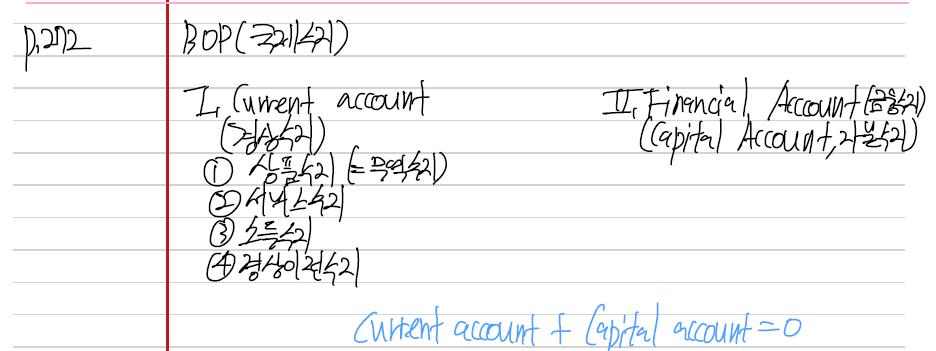 p.272
BOP(국제수지)
I. Current account
(경상수지)
① 상품수지(=무역수지)
② 서비스수지
③ 소득수지
④ 경상이전수지
II. Financial Account(금융수지)
(Capital Account, 자본수지)
Current account + Capital account = 0